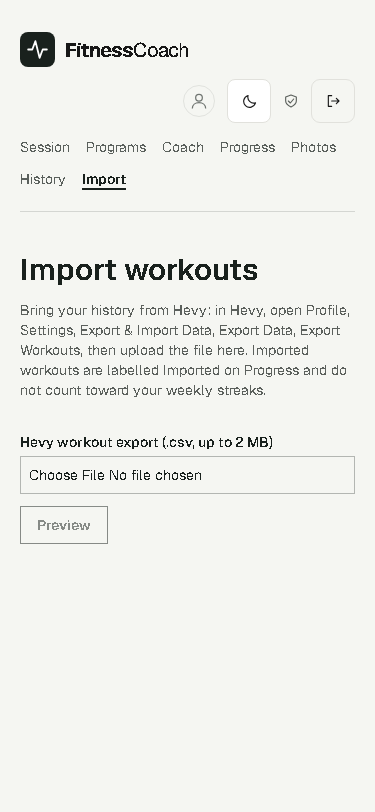 FitnessCoach
Session Programs Coach Progress Photos
History Import
Import workouts
Bring your history from Hevy: in Hevy, open Profile,
Settings, Export & Import Data, Export Data, Export
Workouts, then upload the file here. Imported
workouts are labelled Imported on Progress and do
not count toward your weekly streaks.
Hevy workout export (.csv, up to 2 MB)
Choose File No file chosen
Preview